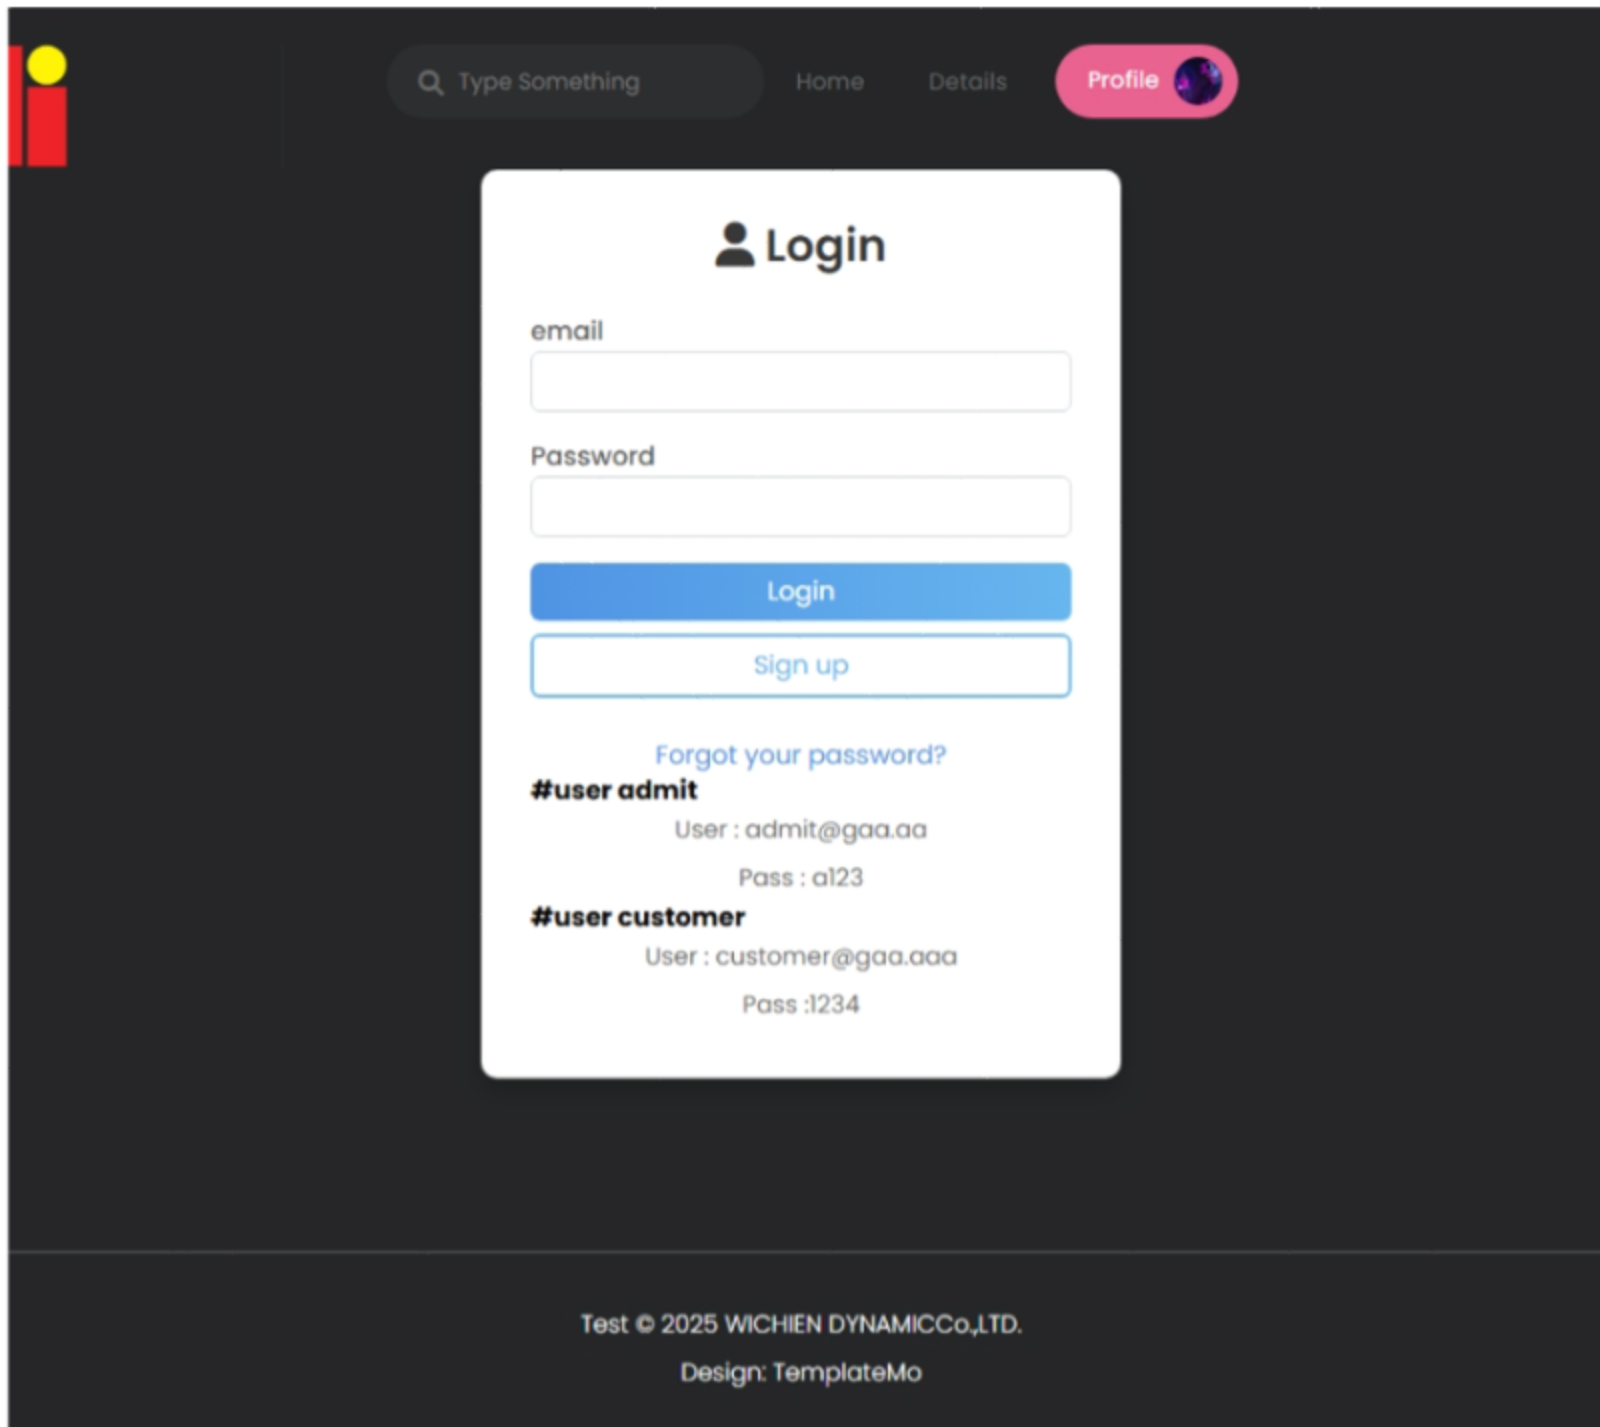 Type Something
Home
Details
Profile
Login
email
Password
Login
Sign up
Forgot your password?
#user admit
User : admit@gaa.aa
Pass : a123
#user customer
User : customer@gaa.aaa
Pass :1234
Test © 2025 WICHIEN DYNAMICCo.,LTD.
Design: TemplateMo